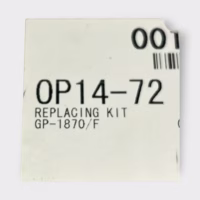 001
OP14-72
REPLACING KIT
GP-1870/F